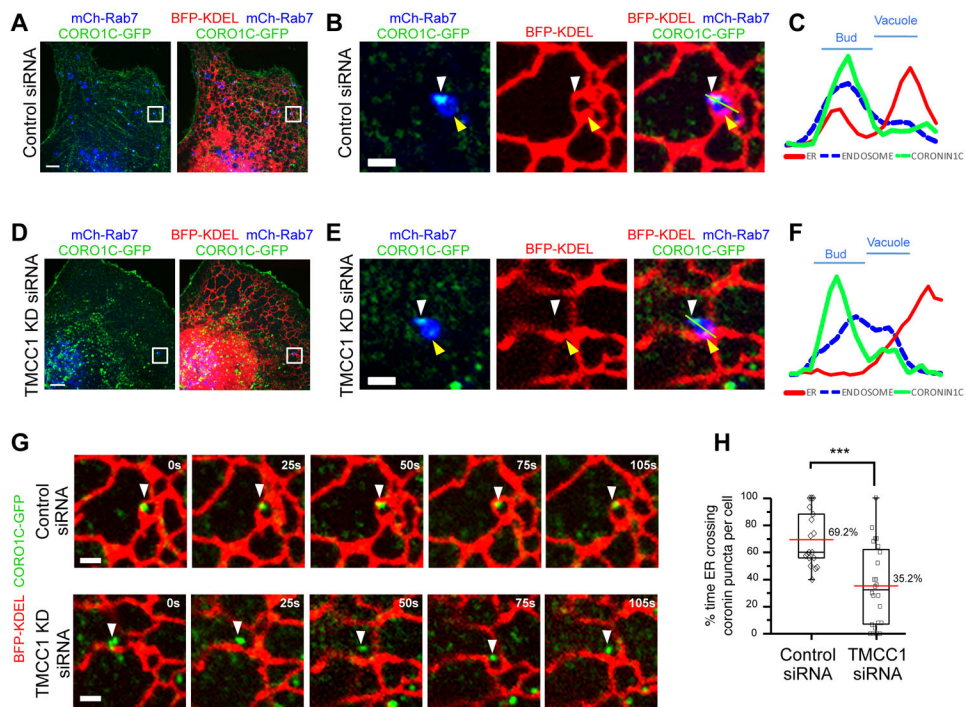 A
mCh-Rab7 BFP-KDEL mCh-Rab7
CORO1C-GFP CORO1C-GFP
Control siRNA
B
mCh-Rab7
CORO1C-GFP
BFP-KDEL
BFP-KDEL mCh-Rab7
CORO1C-GFP
Control siRNA
C
Vacuole
Bud
ER ENDOSOME CORONIN1C
D
mCh-Rab7 BFP-KDEL mCh-Rab7
CORO1C-GFP CORO1C-GFP
TMCC1 KD siRNA
E
mCh-Rab7
CORO1C-GFP
BFP-KDEL
BFP-KDEL mCh-Rab7
CORO1C-GFP
TMCC1 KD siRNA
F
Vacuole
Bud
ER ENDOSOME CORONIN1C
G
BFP-KDEL CORO1C-GFP
Control
siRNA
0s 25s 50s 75s 105s
TMCC1 KD
siRNA
0s 25s 50s 75s 105s
H
***
% time ER crossing
coronin puncta per cell
100
80
60
40
20
0
69.2%
35.2%
Control
siRNA
TMCC1
siRNA